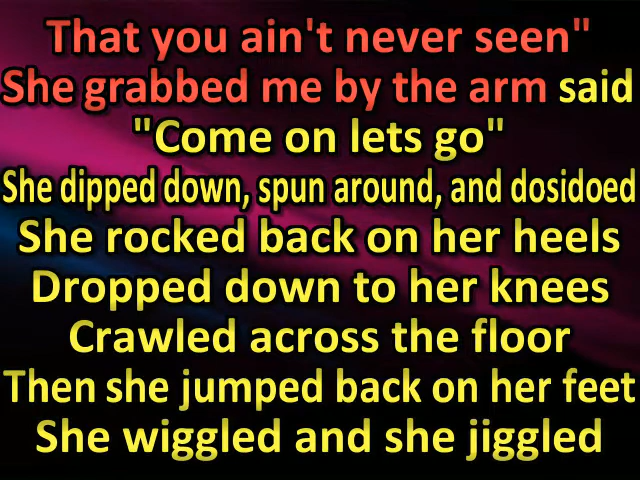 That you ain't never seen"
She grabbed me by the arm said
"Come on lets go"
She dipped down, spun around, and dosidoed
She rocked back on her heels
Dropped down to her knees
Crawled across the floor
Then she jumped back on her feet
She wiggled and she jiggled